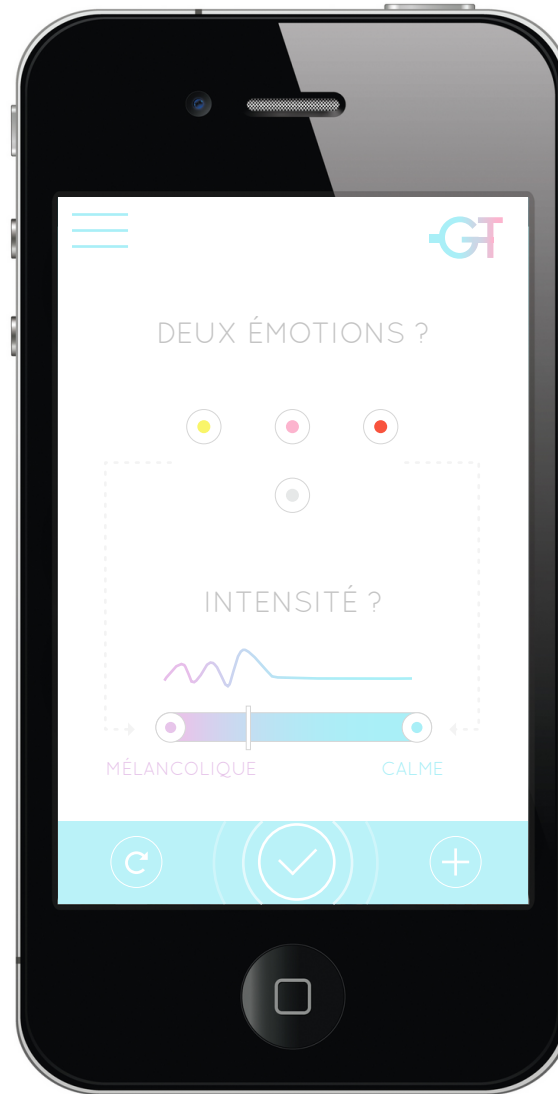 GT
DEUX ÉMOTIONS ?
INTENSITÉ ?
MÉLANCOLIQUE
CALME